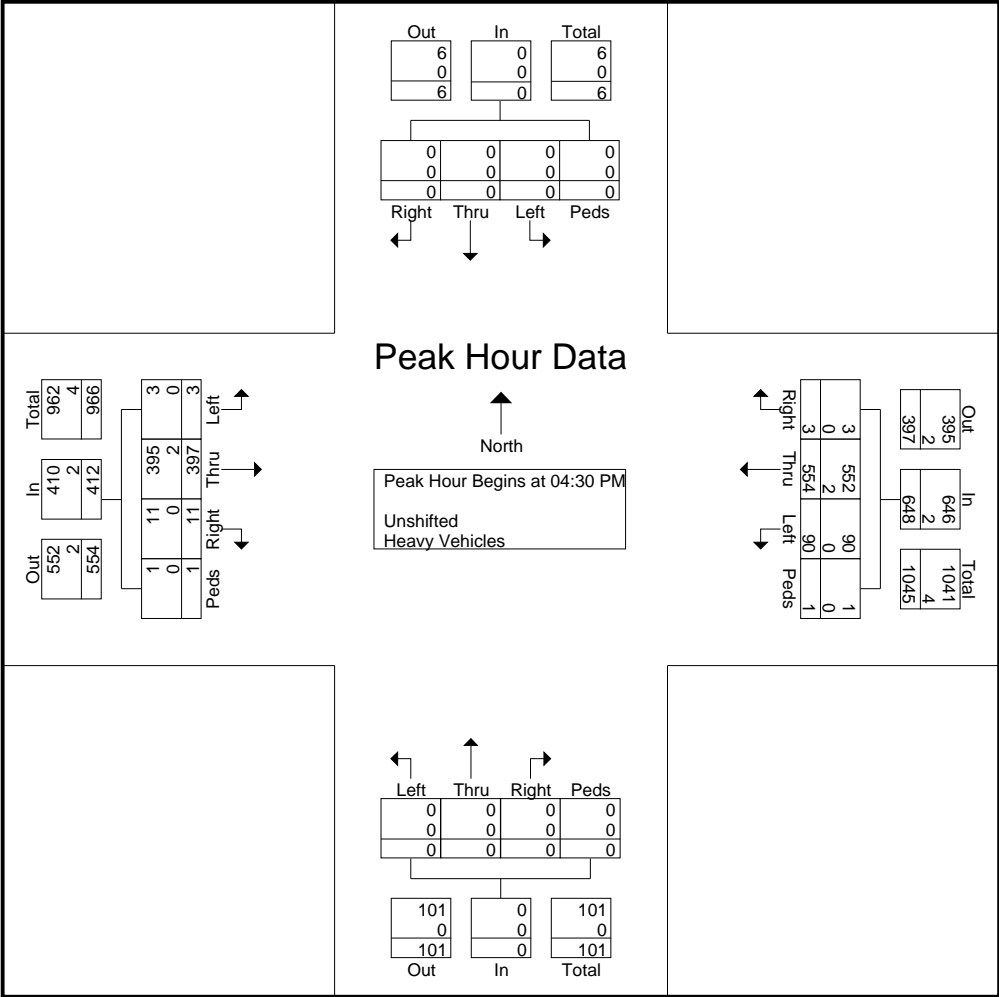 Out In Total
6 0 6
0 0 0
6 0 6
0 0 0 0
0 0 0 0
0 0 0 0
Right Thru Left Peds
Peak Hour Data
North
Peak Hour Begins at 04:30 PM
Unshifted
Heavy Vehicles
Left Thru Right Peds
3 397 11 1
0 2 0 0
3 395 11 1
Total In Out
962 410 552
4 2 2
966 412 554
Out In Total
395 646 1041
2 2 4
397 648 1045
3 552 90 1
0 2 0 0
3 554 90 1
Right Thru Left Peds
Left Thru Right Peds
0 0 0 0
0 0 0 0
0 0 0 0
101 0 101
0 0 0
101 0 101
Out In Total